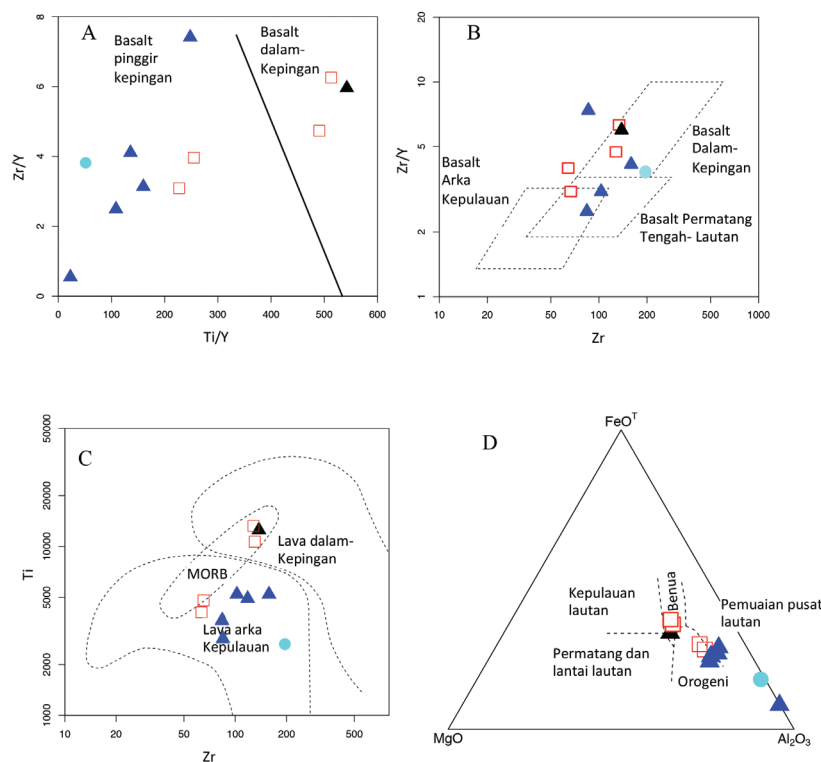 A
Basalt
pinggir
kepingan
Basalt
dalam-
Kepingan
Zr/Y
0
2
4
6
8
0
100
200
300
400
500
600
Ti/Y
B
Basalt
Arka
Kepulauan
Basalt
Dalam-
Kepingan
Basalt Permatang
Tengah- Lautan
Zr/Y
1
2
5
10
20
10
20
50
100
200
500
1000
Zr
C
Lava dalam-
Kepingan
MORB
Lava arka
Kepulauan
Ti
1000
2000
5000
10000
20000
50000
10
20
50
100
200
500
Zr
D
FeOᵀ
Kepulauan
lautan
Benua
Pemuaian pusat
lautan
Permatang dan
lantai lautan
Orogeni
MgO
Al₂O₃